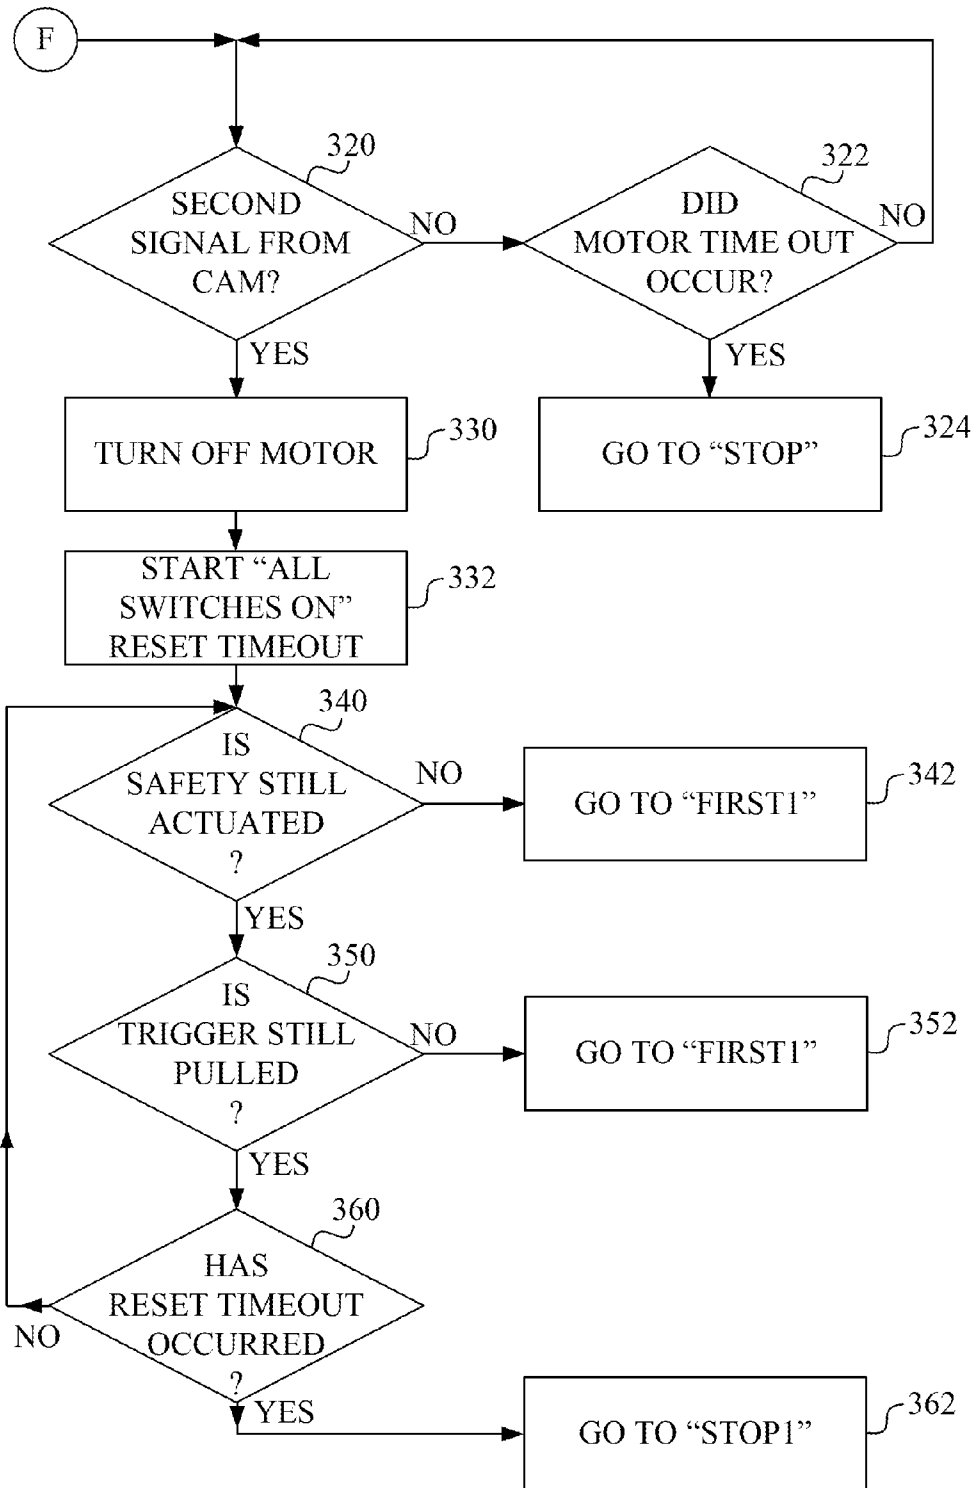 F
320
SECOND
SIGNAL FROM
CAM?
NO
322
DID
MOTOR TIME OUT
OCCUR?
NO
YES
YES
TURN OFF MOTOR
330
GO TO “STOP”
324
START “ALL
SWITCHES ON”
RESET TIMEOUT
332
340
IS
SAFETY STILL
ACTUATED
?
NO
GO TO “FIRST1”
342
YES
350
IS
TRIGGER STILL
PULLED
?
NO
GO TO “FIRST1”
352
YES
360
HAS
RESET TIMEOUT
OCCURRED
?
NO
YES
GO TO “STOP1”
362